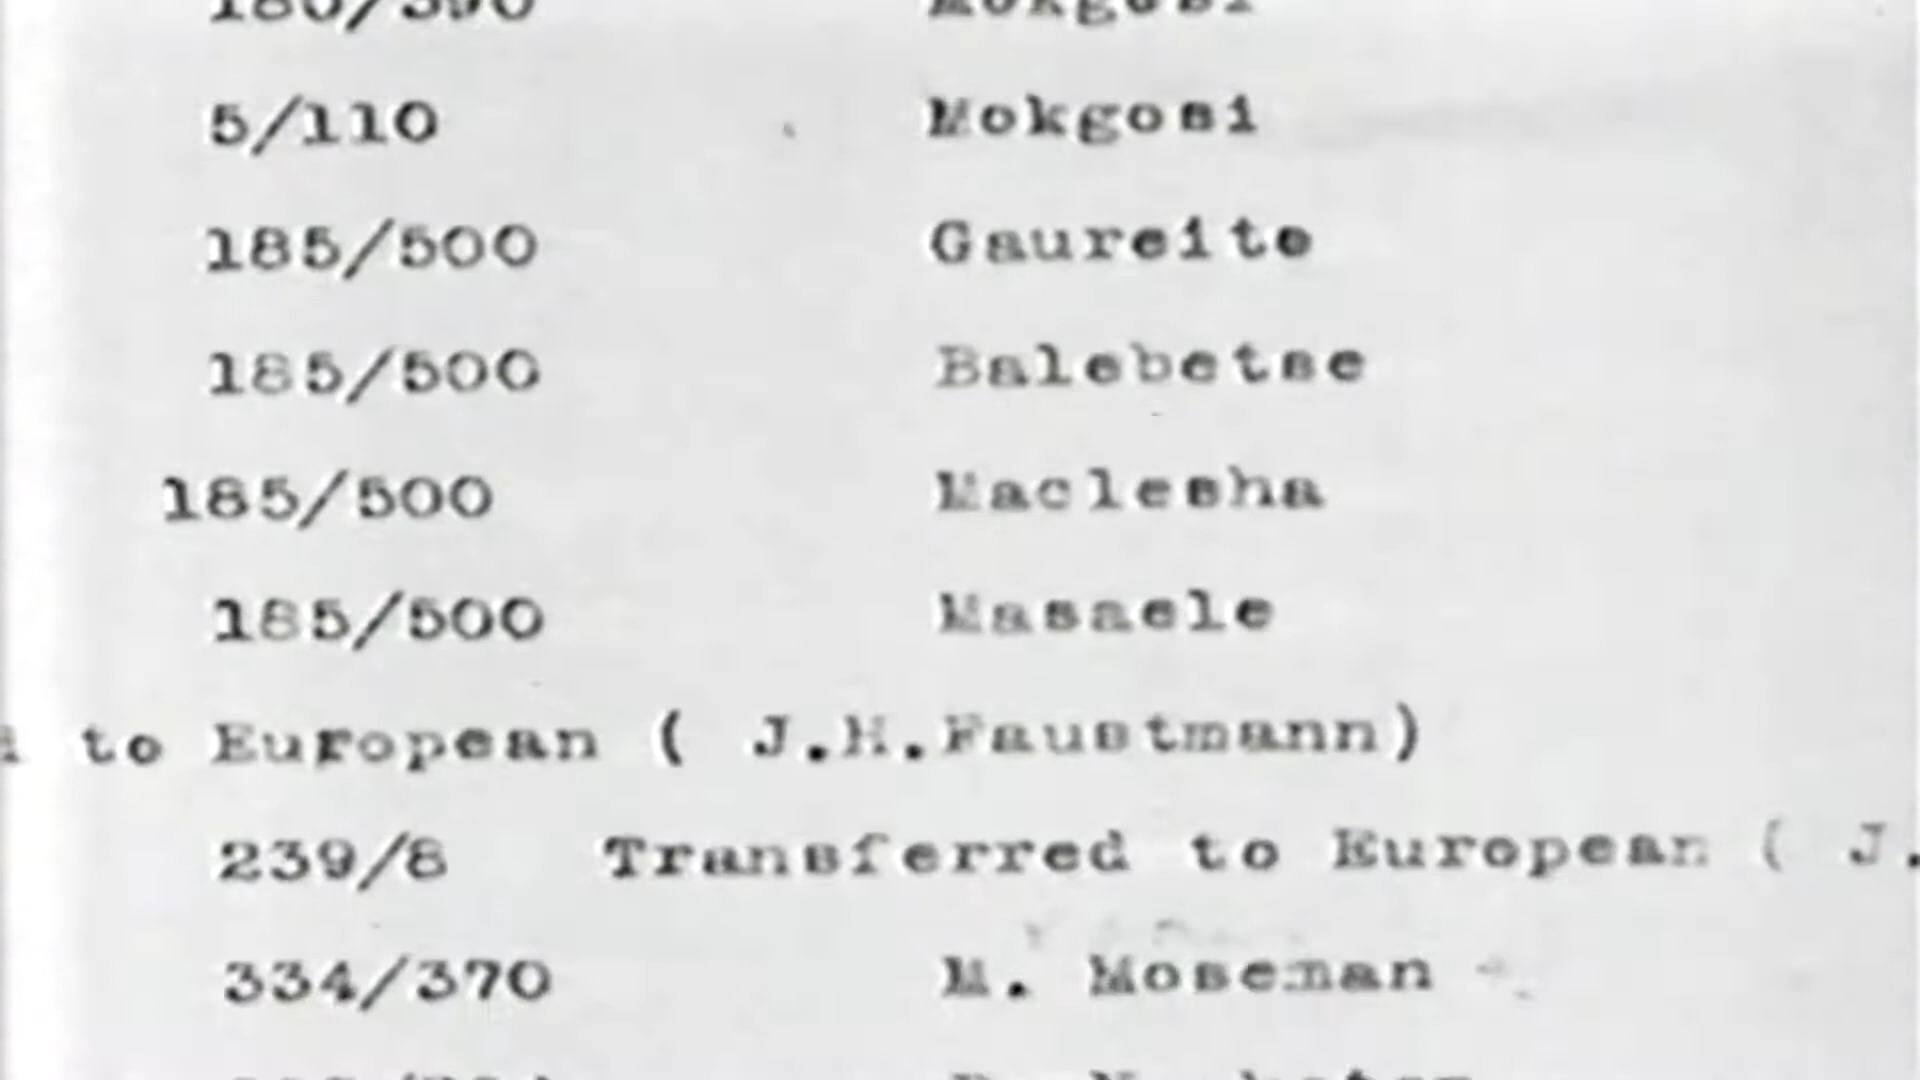 Mokgosi
5/110 Mokgosi
185/500 Gaureite
185/500 Balebetse
185/500 Maclesha
185/500 Masaele
to European ( J.H.Faustmann)
239/8 Transferred to European ( J.
334/370 M. Moseman